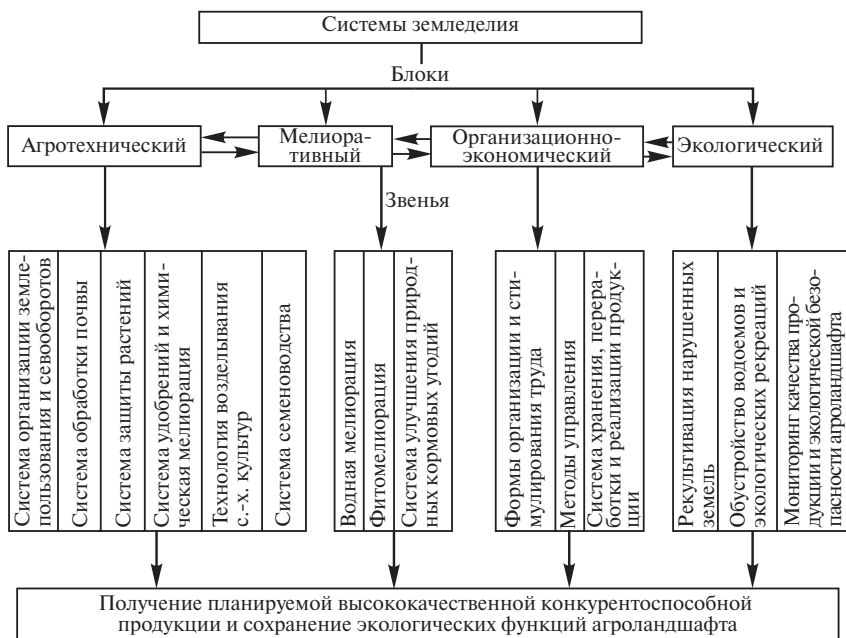 Системы земледелия
Блоки
Агротехнический
Мелиора-
тивный
Организационно-
экономический
Экологический
Звенья
Система организации земле-
пользования и севооборотов
Система обработки почвы
Система защиты растений
Система удобрений и хими-
ческая мелиорация
Технология возделывания
с.-х. культур
Система семеноводства
Водная мелиорация
Фитомелиорация
Система улучшения природ-
ных кормовых угодий
Формы организации и сти-
мулирования труда
Методы управления
Система хранения, перера-
ботки и реализации продук-
ции
Рекультивация нарушенных
земель
Обустройство водоемов и
экологических рекреаций
Мониторинг качества про-
дукции и экологической безо-
пасности агроландшафта
Получение планируемой высококачественной конкурентоспособной
продукции и сохранение экологических функций агроландшафта